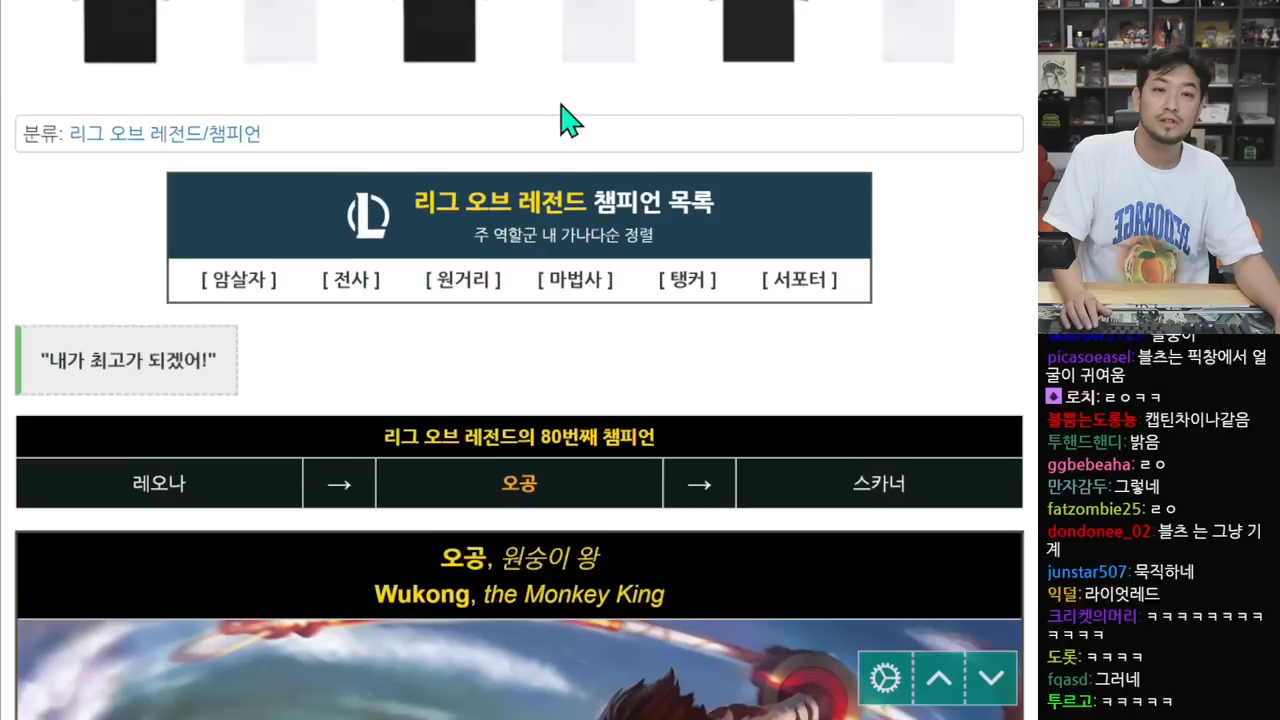 분류: 리그 오브 레전드/챔피언
리그 오브 레전드 챔피언 목록
주 역할군 내 가나다순 정렬
[ 암살자 ] [ 전사 ] [ 원거리 ] [ 마법사 ] [ 탱커 ] [ 서포터 ]
"내가 최고가 되겠어!"
리그 오브 레전드의 80번째 챔피언
레오나 → 오공 → 스카너
오공, 원숭이 왕
Wukong, the Monkey King
picasoeasel: 블츠는 픽창에서 얼
굴이 귀여움
로치: ㄹㅇㅋㅋ
불뿜는도롱뇽: 캡틴차이나같음
투핸드핸디: 밝음
ggbebeaha: ㄹㅇ
만자감두: 그렇네
fatzombie25: ㄹㅇ
dondonee_02: 블츠 는 그냥 기
계
junstar507: 묵직하네
익덜: 라이엇레드
크리켓의머리: ㅋㅋㅋㅋㅋㅋㅋㅋ
ㅋㅋㅋㅋ
도롯: ㅋㅋㅋㅋ
fqasd: 그러네
투르고: ㅋㅋㅋㅋㅋ